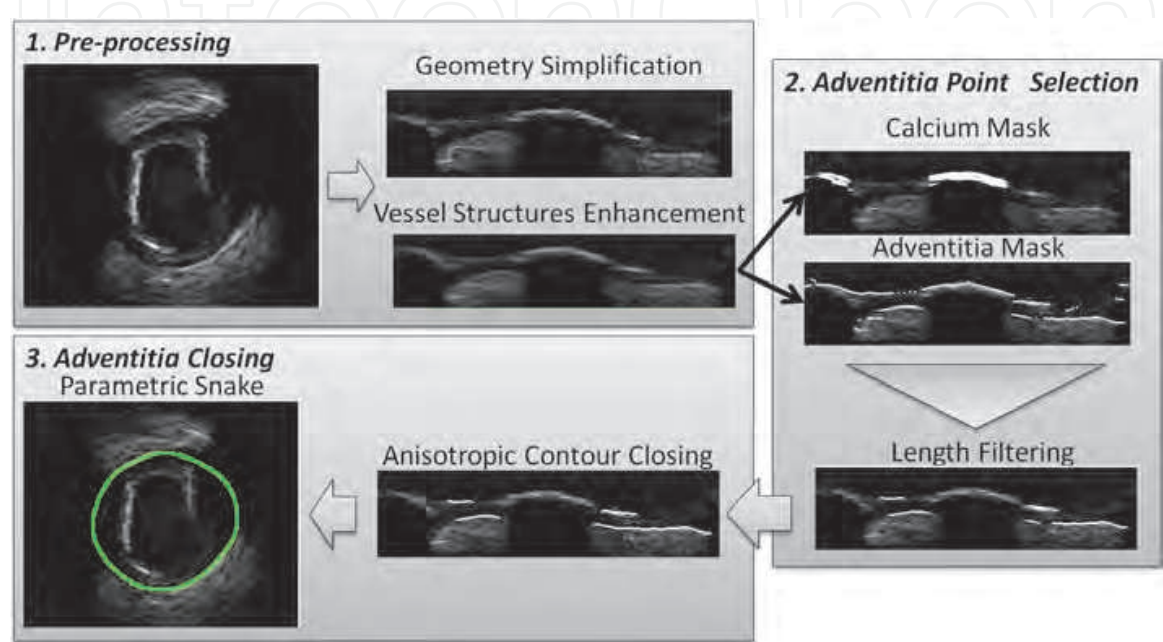 1. Pre-processing
Geometry Simplification
Vessel Structures Enhancement
2. Adventitia Point Selection
Calcium Mask
Adventitia Mask
Length Filtering
3. Adventitia Closing
Parametric Snake
Anisotropic Contour Closing